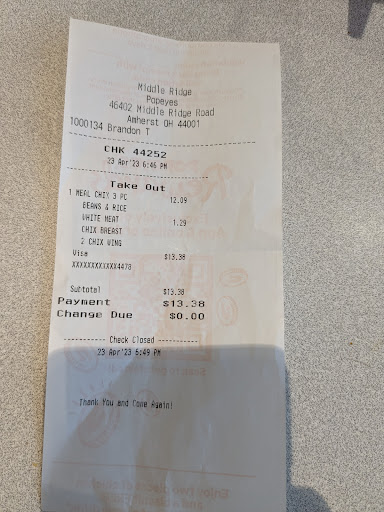 Middle Ridge
Popeyes
46402 Middle Ridge Road
Amherst OH 44001
1000134 Brandon T
CHK 44252
23 Apr'23 6:46 PM
Take Out
1 MEAL CHIX 3 PC 12.09
BEANS & RICE
WHITE MEAT 1.29
CHIX BREAST
2 CHIX WING
Visa $13.38
XXXXXXXXXXXX4478
Subtotal $13.38
Payment $13.38
Change Due $0.00
---------- Check Closed ----------
23 Apr'23 6:49 PM
Thank You and Come Again!